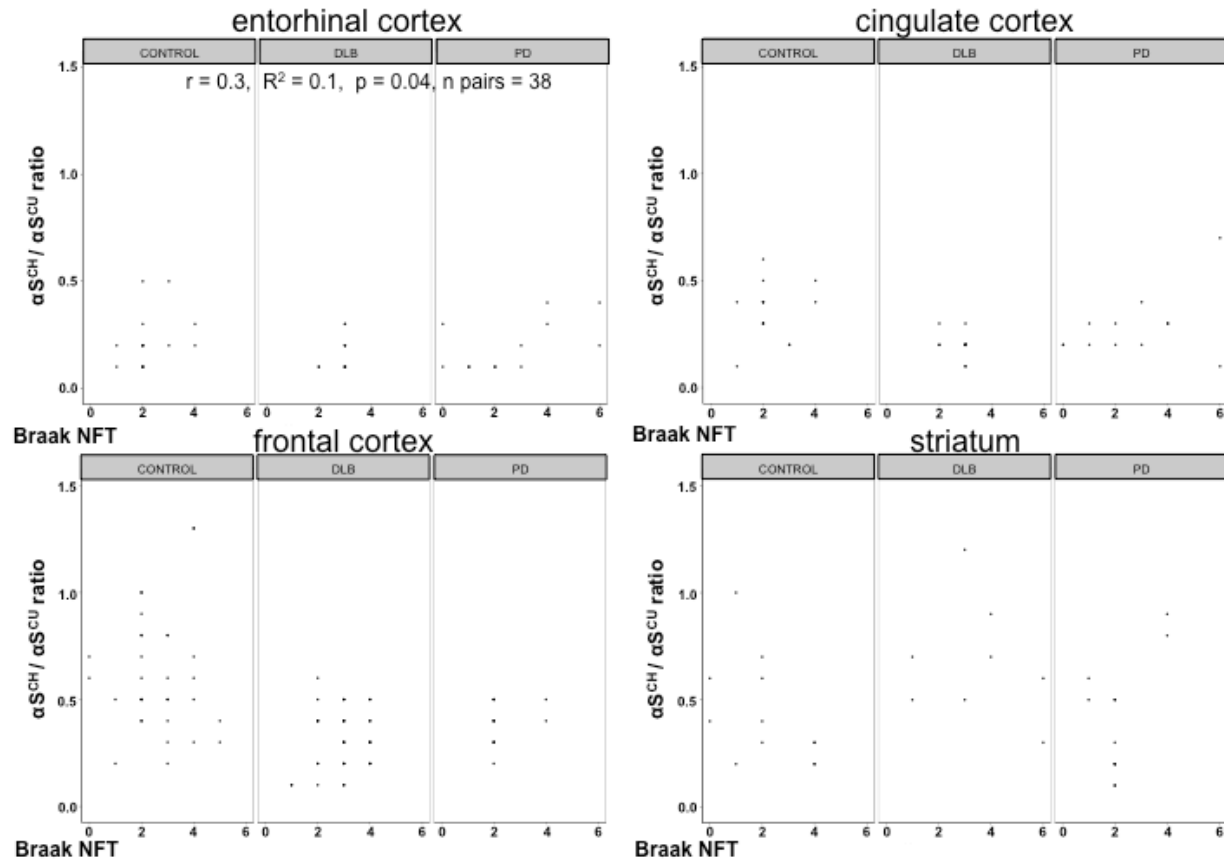 entorhinal cortex
CONTROL DLB PD
r = 0.3, R² = 0.1, p = 0.04, n pairs = 38
αS^CH / αS^CU ratio
1.5
1.0
0.5
0.0
0 2 4 6 0 2 4 6 0 2 4 6
Braak NFT
cingulate cortex
CONTROL DLB PD
αS^CH / αS^CU ratio
1.5
1.0
0.5
0.0
0 2 4 6 0 2 4 6 0 2 4 6
Braak NFT
frontal cortex
CONTROL DLB PD
αS^CH / αS^CU ratio
1.5
1.0
0.5
0.0
0 2 4 6 0 2 4 6 0 2 4 6
Braak NFT
striatum
CONTROL DLB PD
αS^CH / αS^CU ratio
1.5
1.0
0.5
0.0
0 2 4 6 0 2 4 6 0 2 4 6
Braak NFT